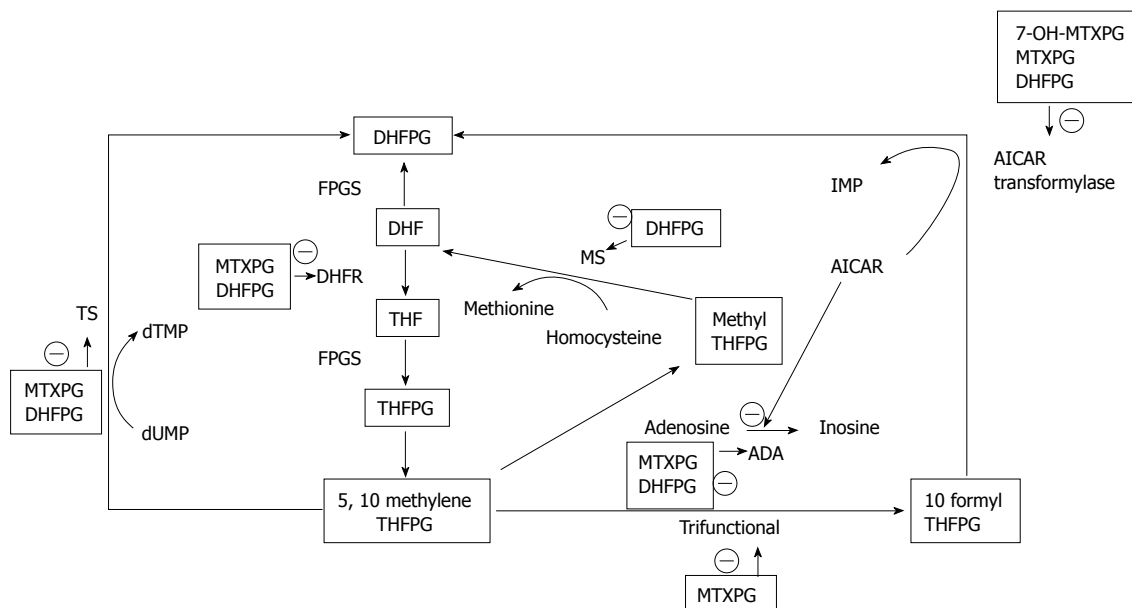 7-OH-MTXPG
MTXPG
DHFPG
DHFPG
AICAR
transformylase
IMP
FPGS
DHF
DHFPG
MS
MTXPG
DHFPG
DHFR
AICAR
Methionine
THF
Homocysteine
Methyl
THFPG
TS
dTMP
FPGS
MTXPG
DHFPG
THFPG
dUMP
Adenosine
Inosine
MTXPG
DHFPG
ADA
5, 10 methylene
THFPG
10 formyl
THFPG
Trifunctional
MTXPG